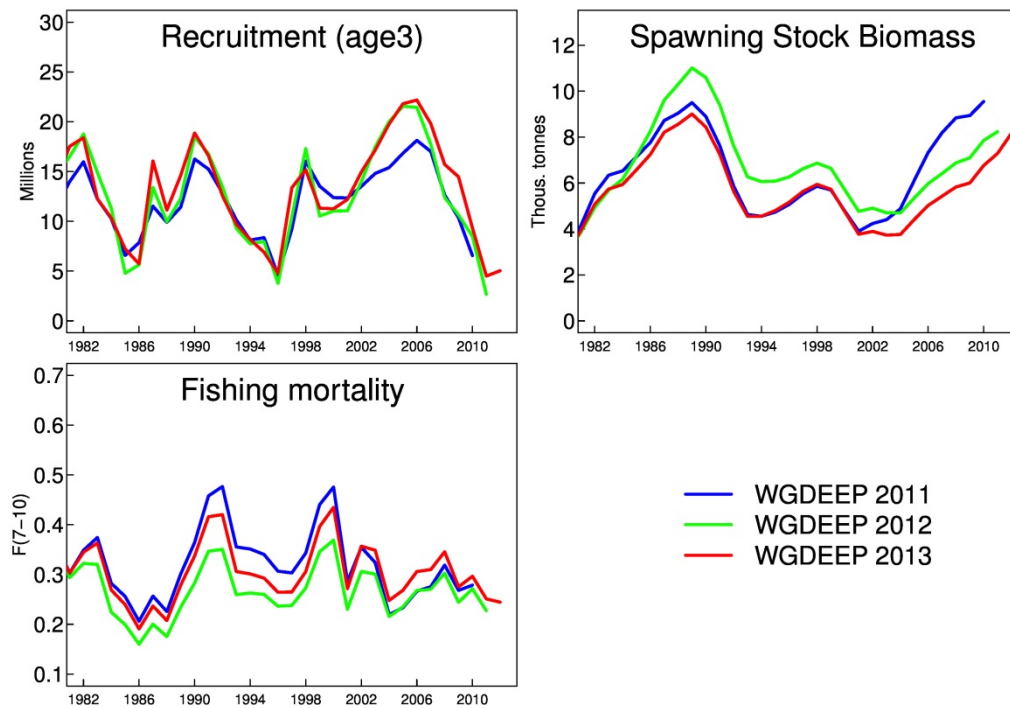 Recruitment (age3)
Millions
30
25
20
15
10
5
0
1982 1986 1990 1994 1998 2002 2006 2010
Spawning Stock Biomass
Thous. tonnes
12
10
8
6
4
2
0
1982 1986 1990 1994 1998 2002 2006 2010
Fishing mortality
F(7−10)
0.7
0.6
0.5
0.4
0.3
0.2
0.1
1982 1986 1990 1994 1998 2002 2006 2010
WGDEEP 2011
WGDEEP 2012
WGDEEP 2013